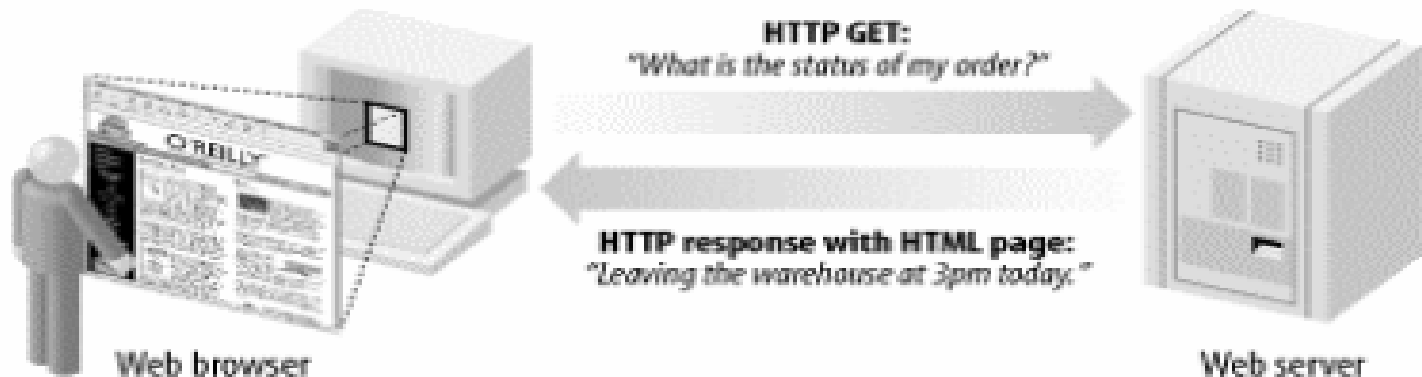 HTTP GET:
"What is the status of my order?"
O'REILLY
HTTP response with HTML page:
"Leaving the warehouse at 3pm today."
Web browser
Web server